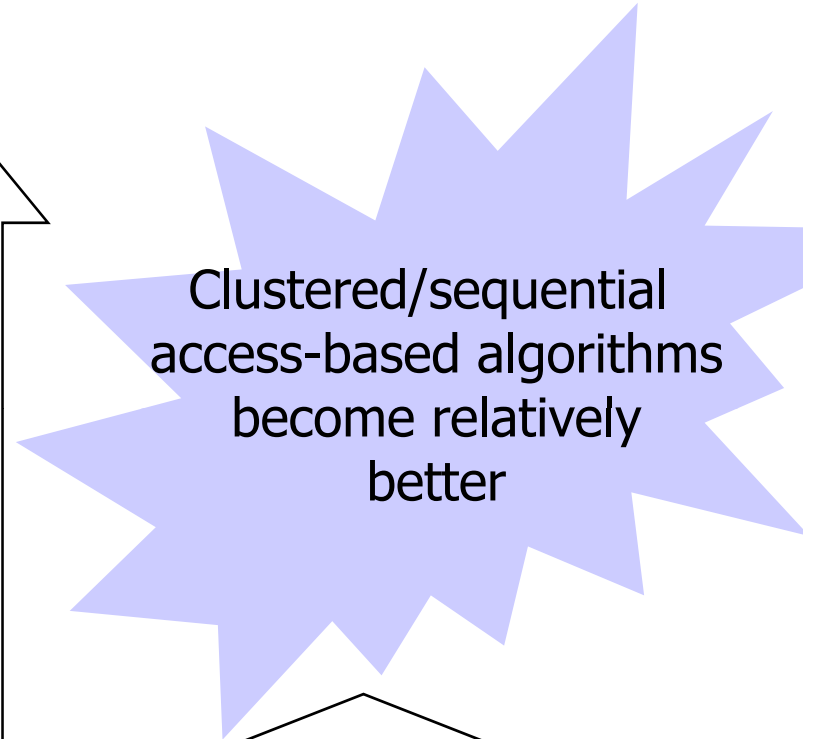 Clustered/sequential
access-based algorithms
become relatively
better